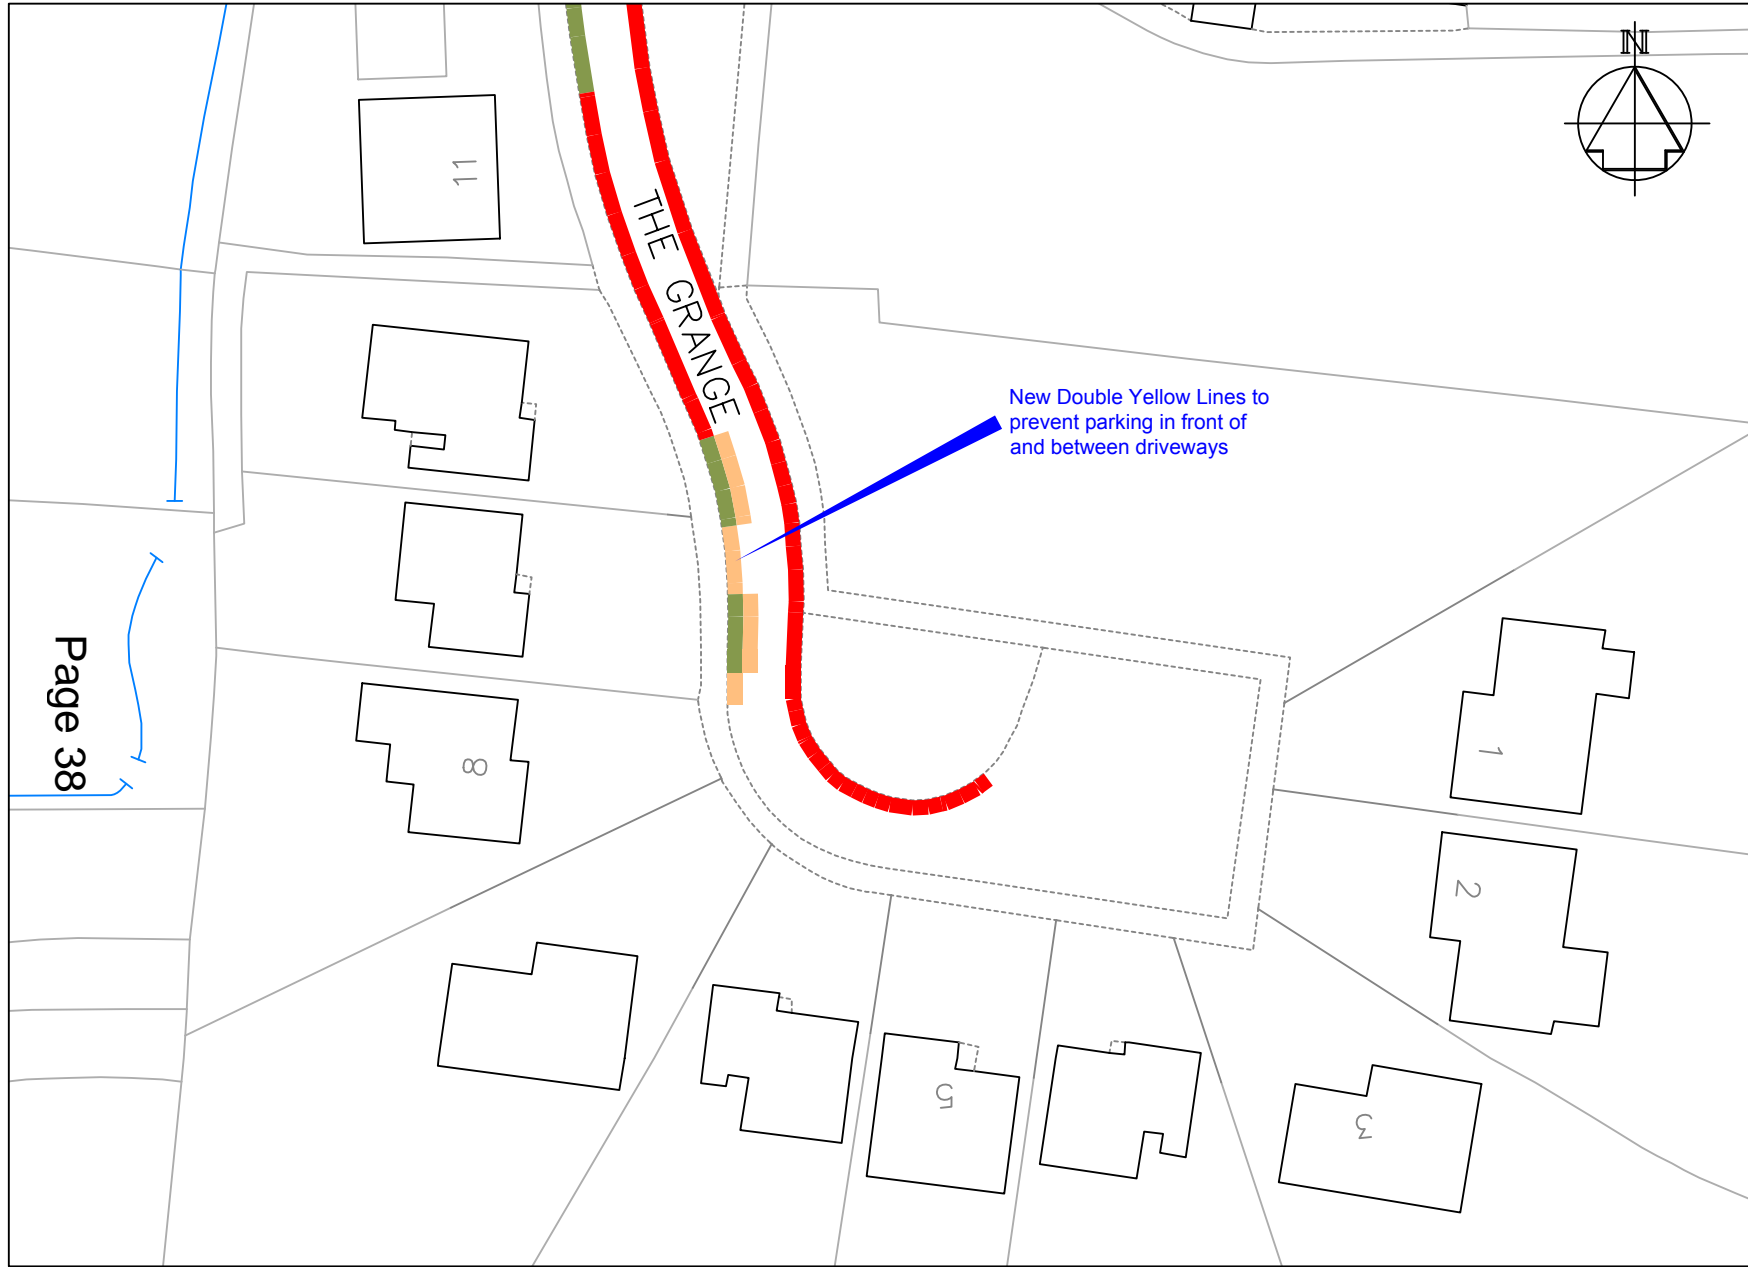 N
11
THE GRANGE
New Double Yellow Lines to
prevent parking in front of
and between driveways
Page 38
8
1
2
5
3